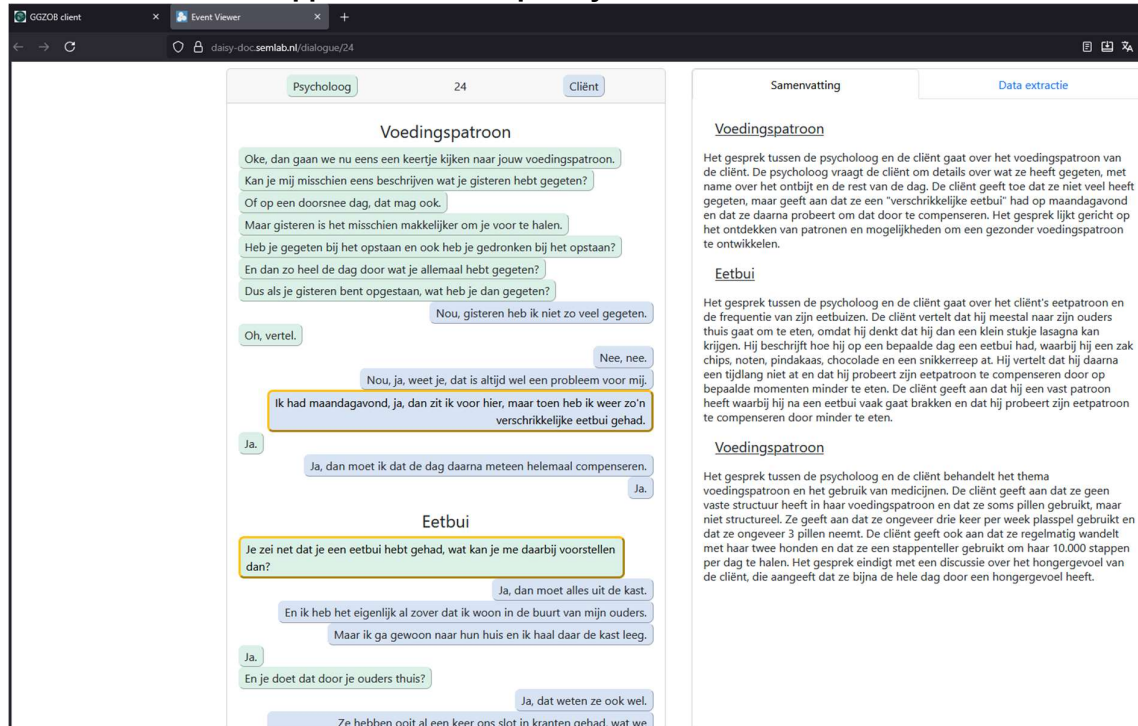 GGZOB client
Event Viewer
daisy-doc.semlab.nl/dialogue/24
Psycholoog 24 Cliënt
Voedingspatroon
Oke, dan gaan we nu eens een keertje kijken naar jouw voedingspatroon.
Kan je mij misschien eens beschrijven wat je gisteren hebt gegeten?
Of op een doorsnee dag, dat mag ook.
Maar gisteren is het misschien makkelijker om je voor te halen.
Heb je gegeten bij het opstaan en ook heb je gedronken bij het opstaan?
En dan zo heel de dag door wat je allemaal hebt gegeten?
Dus als je gisteren bent opgestaan, wat heb je dan gegeten?
Nou, gisteren heb ik niet zo veel gegeten.
Oh, vertel.
Nee, nee.
Nou, ja, weet je, dat is altijd wel een probleem voor mij.
Ik had maandagavond, ja, dan zit ik voor hier, maar toen heb ik weer zo'n
verschrikkelijke eetbui gehad.
Ja.
Ja, dan moet ik dat de dag daarna meteen helemaal compenseren.
Ja.
Eetbui
Je zei net dat je een eetbui hebt gehad, wat kan je me daarbij voorstellen
dan?
Ja, dan moet alles uit de kast.
En ik heb het eigenlijk al zover dat ik woon in de buurt van mijn ouders.
Maar ik ga gewoon naar hun huis en ik haal daar de kast leeg.
Ja.
En je doet dat door je ouders thuis?
Ja, dat weten ze ook wel.
Ze hebben ooit al een keer ons slot in kranten gehad, wat we
Samenvatting Data extractie
Voedingspatroon
Het gesprek tussen de psycholoog en de cliënt gaat over het voedingspatroon van
de cliënt. De psycholoog vraagt de cliënt om details over wat ze heeft gegeten, met
name over het ontbijt en de rest van de dag. De cliënt geeft toe dat ze niet veel heeft
gegeten, maar geeft aan dat ze een "verschrikkelijke eetbui" had op maandagavond
en dat ze daarna probeert om dat door te compenseren. Het gesprek lijkt gericht op
het ontdekken van patronen en mogelijkheden om een gezonder voedingspatroon
te ontwikkelen.
Eetbui
Het gesprek tussen de psycholoog en de cliënt gaat over het cliënt's eetpatroon en
de frequentie van zijn eetbuizen. De cliënt vertelt dat hij meestal naar zijn ouders
thuis gaat om te eten, omdat hij denkt dat hij dan een klein stukje lasagna kan
krijgen. Hij beschrijft hoe hij op een bepaalde dag een eetbui had, waarbij hij een zak
chips, noten, pindakaas, chocolade en een snikkerreep at. Hij vertelt dat hij daarna
een tijdlang niet at en dat hij probeert zijn eetpatroon te compenseren door op
bepaalde momenten minder te eten. De cliënt geeft aan dat hij een vast patroon
heeft waarbij hij na een eetbui vaak gaat brakken en dat hij probeert zijn eetpatroon
te compenseren door minder te eten.
Voedingspatroon
Het gesprek tussen de psycholoog en de cliënt behandelt het thema
voedingspatroon en het gebruik van medicijnen. De cliënt geeft aan dat ze geen
vaste structuur heeft in haar voedingspatroon en dat ze soms pillen gebruikt, maar
niet structureel. Ze geeft aan dat ze ongeveer drie keer per week plasspel gebruikt en
dat ze ongeveer 3 pillen neemt. De cliënt geeft ook aan dat ze regelmatig wandelt
met haar twee honden en dat ze een stappenteller gebruikt om haar 10.000 stappen
per dag te halen. Het gesprek eindigt met een discussie over het hongergevoel van
de cliënt, die aangeeft dat ze bijna de hele dag door een hongergevoel heeft.